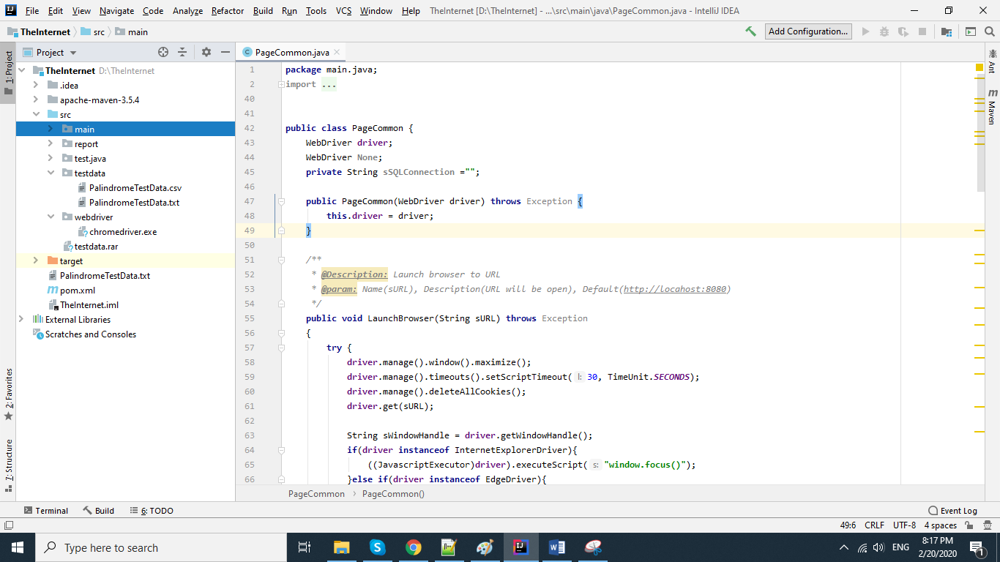 File Edit View Navigate Code Analyze Refactor Build Run Tools VCS Window Help TheInternet [D:\TheInternet] - ...\src\main\java\PageCommon.java - IntelliJ IDEA
TheInternet src main Add Configuration...
1: Project
2: Favorites
7: Structure
Project
TheInternet D:\TheInternet
.idea
apache-maven-3.5.4
src
main
report
test.java
testdata
PalindromeTestData.csv
PalindromeTestData.txt
webdriver
chromedriver.exe
testdata.rar
target
PalindromeTestData.txt
pom.xml
TheInternet.iml
External Libraries
Scratches and Consoles
PageCommon.java
1 package main.java;
2 import ...
40
41
42 public class PageCommon {
43 WebDriver driver;
44 WebDriver None;
45 private String sSQLConnection ="";
46
47 public PageCommon(WebDriver driver) throws Exception {
48 this.driver = driver;
49 }
50
51 /**
52 * @Description: Launch browser to URL
53 * @param: Name(sURL), Description(URL will be open), Default(http://locahost:8080)
54 */
55 public void LaunchBrowser(String sURL) throws Exception
56 {
57 try {
58 driver.manage().window().maximize();
59 driver.manage().timeouts().setScriptTimeout( l: 30, TimeUnit.SECONDS);
60 driver.manage().deleteAllCookies();
61 driver.get(sURL);
62
63 String sWindowHandle = driver.getWindowHandle();
64 if(driver instanceof InternetExplorerDriver){
65 ((JavascriptExecutor)driver).executeScript( s: "window.focus()");
66 }else if(driver instanceof EdgeDriver){
PageCommon PageCommon()
Ant
m Maven
Terminal Build 6: TODO Event Log
49:6 CRLF UTF-8 4 spaces
Type here to search
ENG
8:17 PM
2/20/2020
1